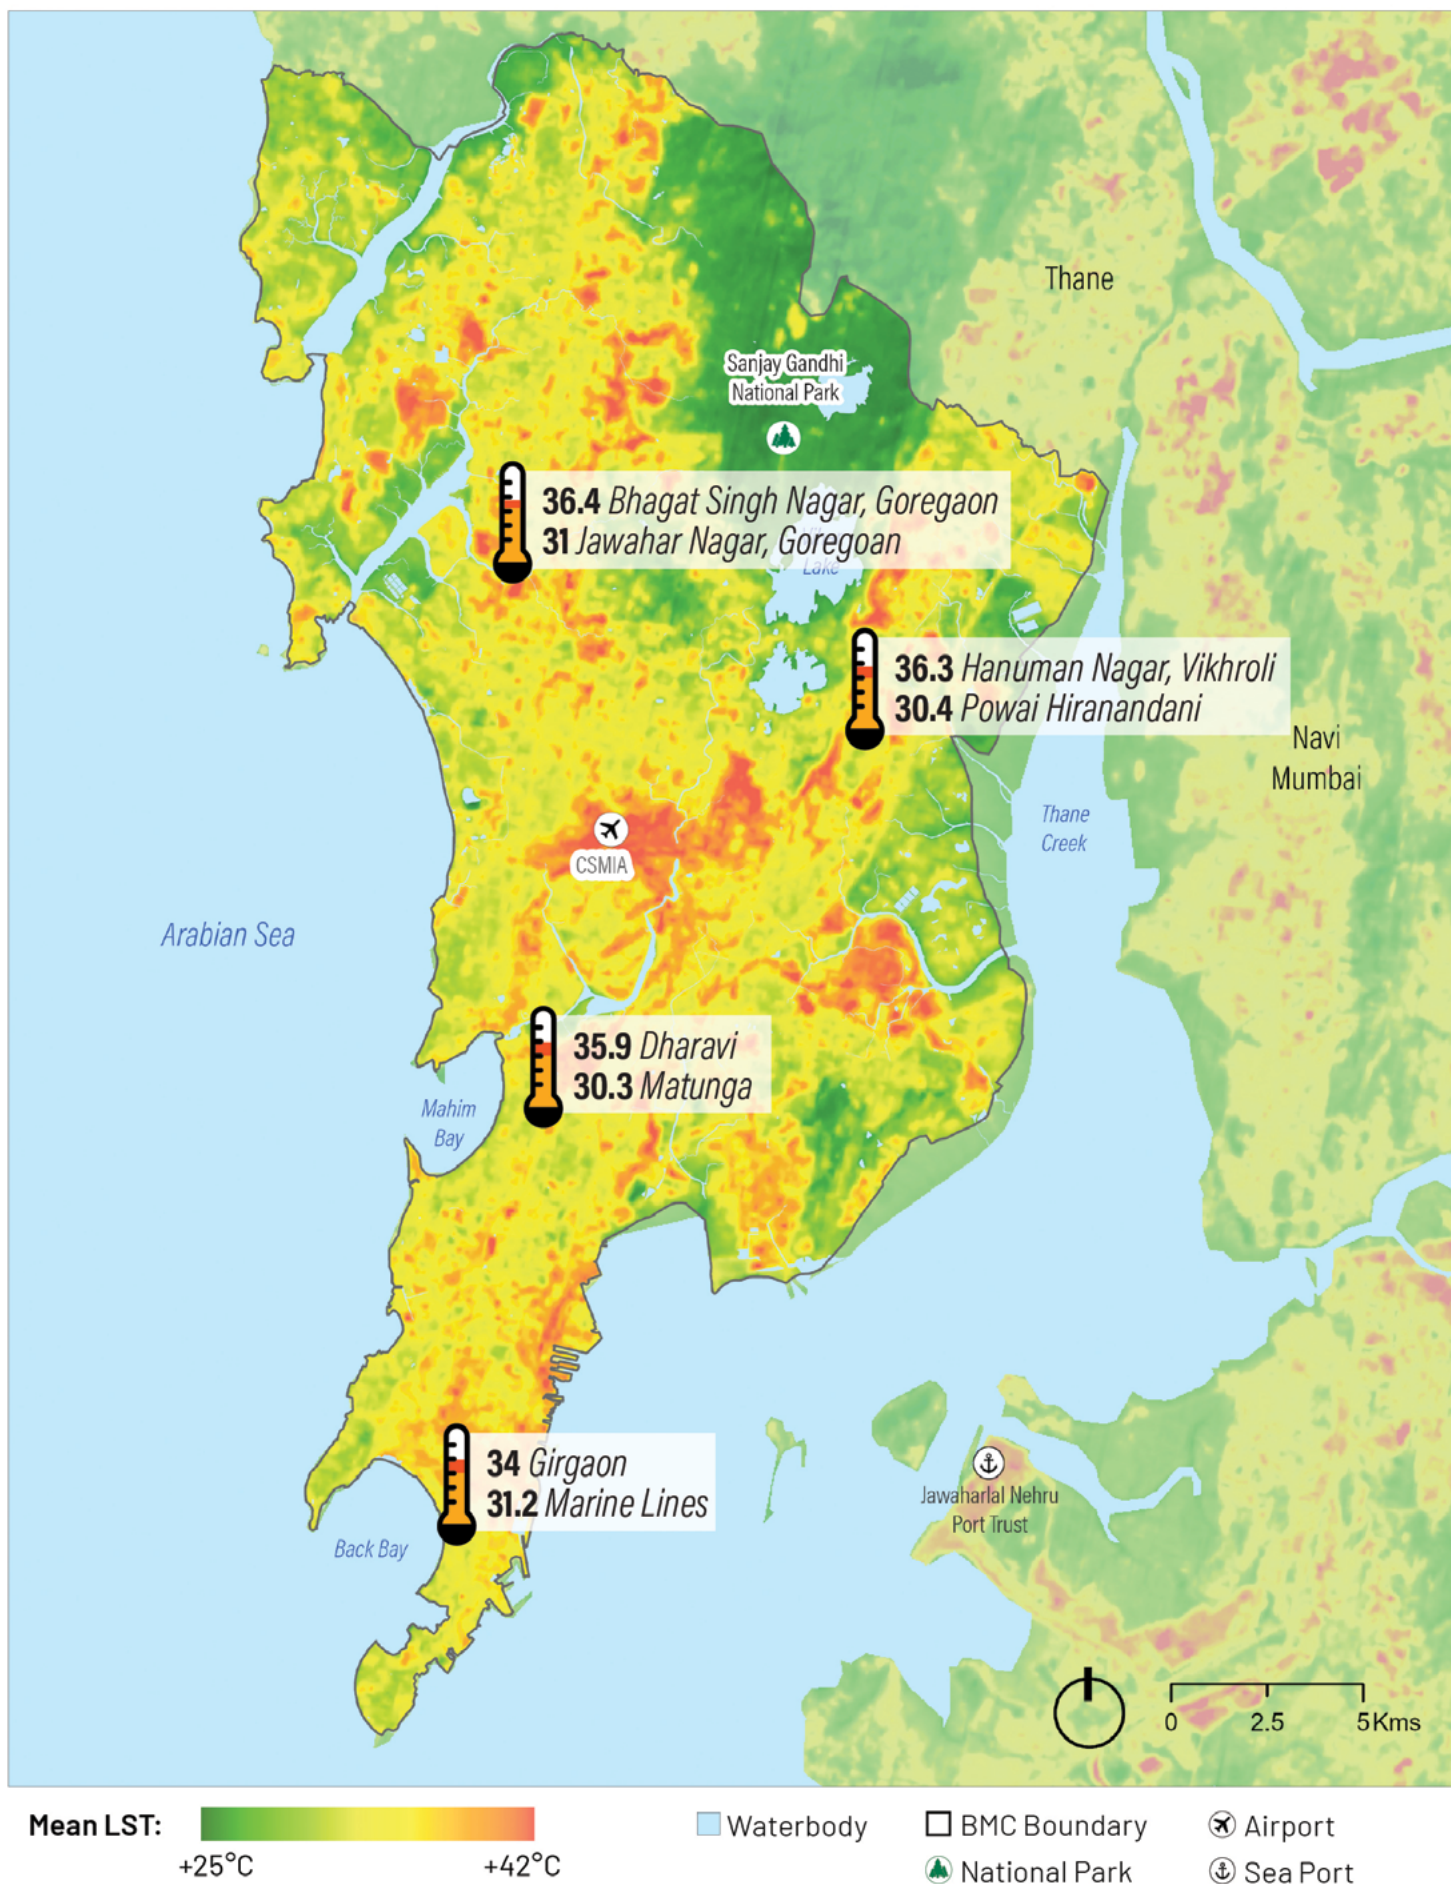 Thane
Sanjay Gandhi
National Park
36.4 Bhagat Singh Nagar, Goregaon
31 Jawahar Nagar, Goregoan
Lake
36.3 Hanuman Nagar, Vikhroli
30.4 Powai Hiranandani
Navi
Mumbai
Thane
Creek
CSMIA
Arabian Sea
35.9 Dharavi
30.3 Matunga
Mahim
Bay
34 Girgaon
31.2 Marine Lines
Back Bay
Jawaharlal Nehru
Port Trust
0 2.5 5Kms
Mean LST:
+25°C +42°C
Waterbody
BMC Boundary
Airport
National Park
Sea Port